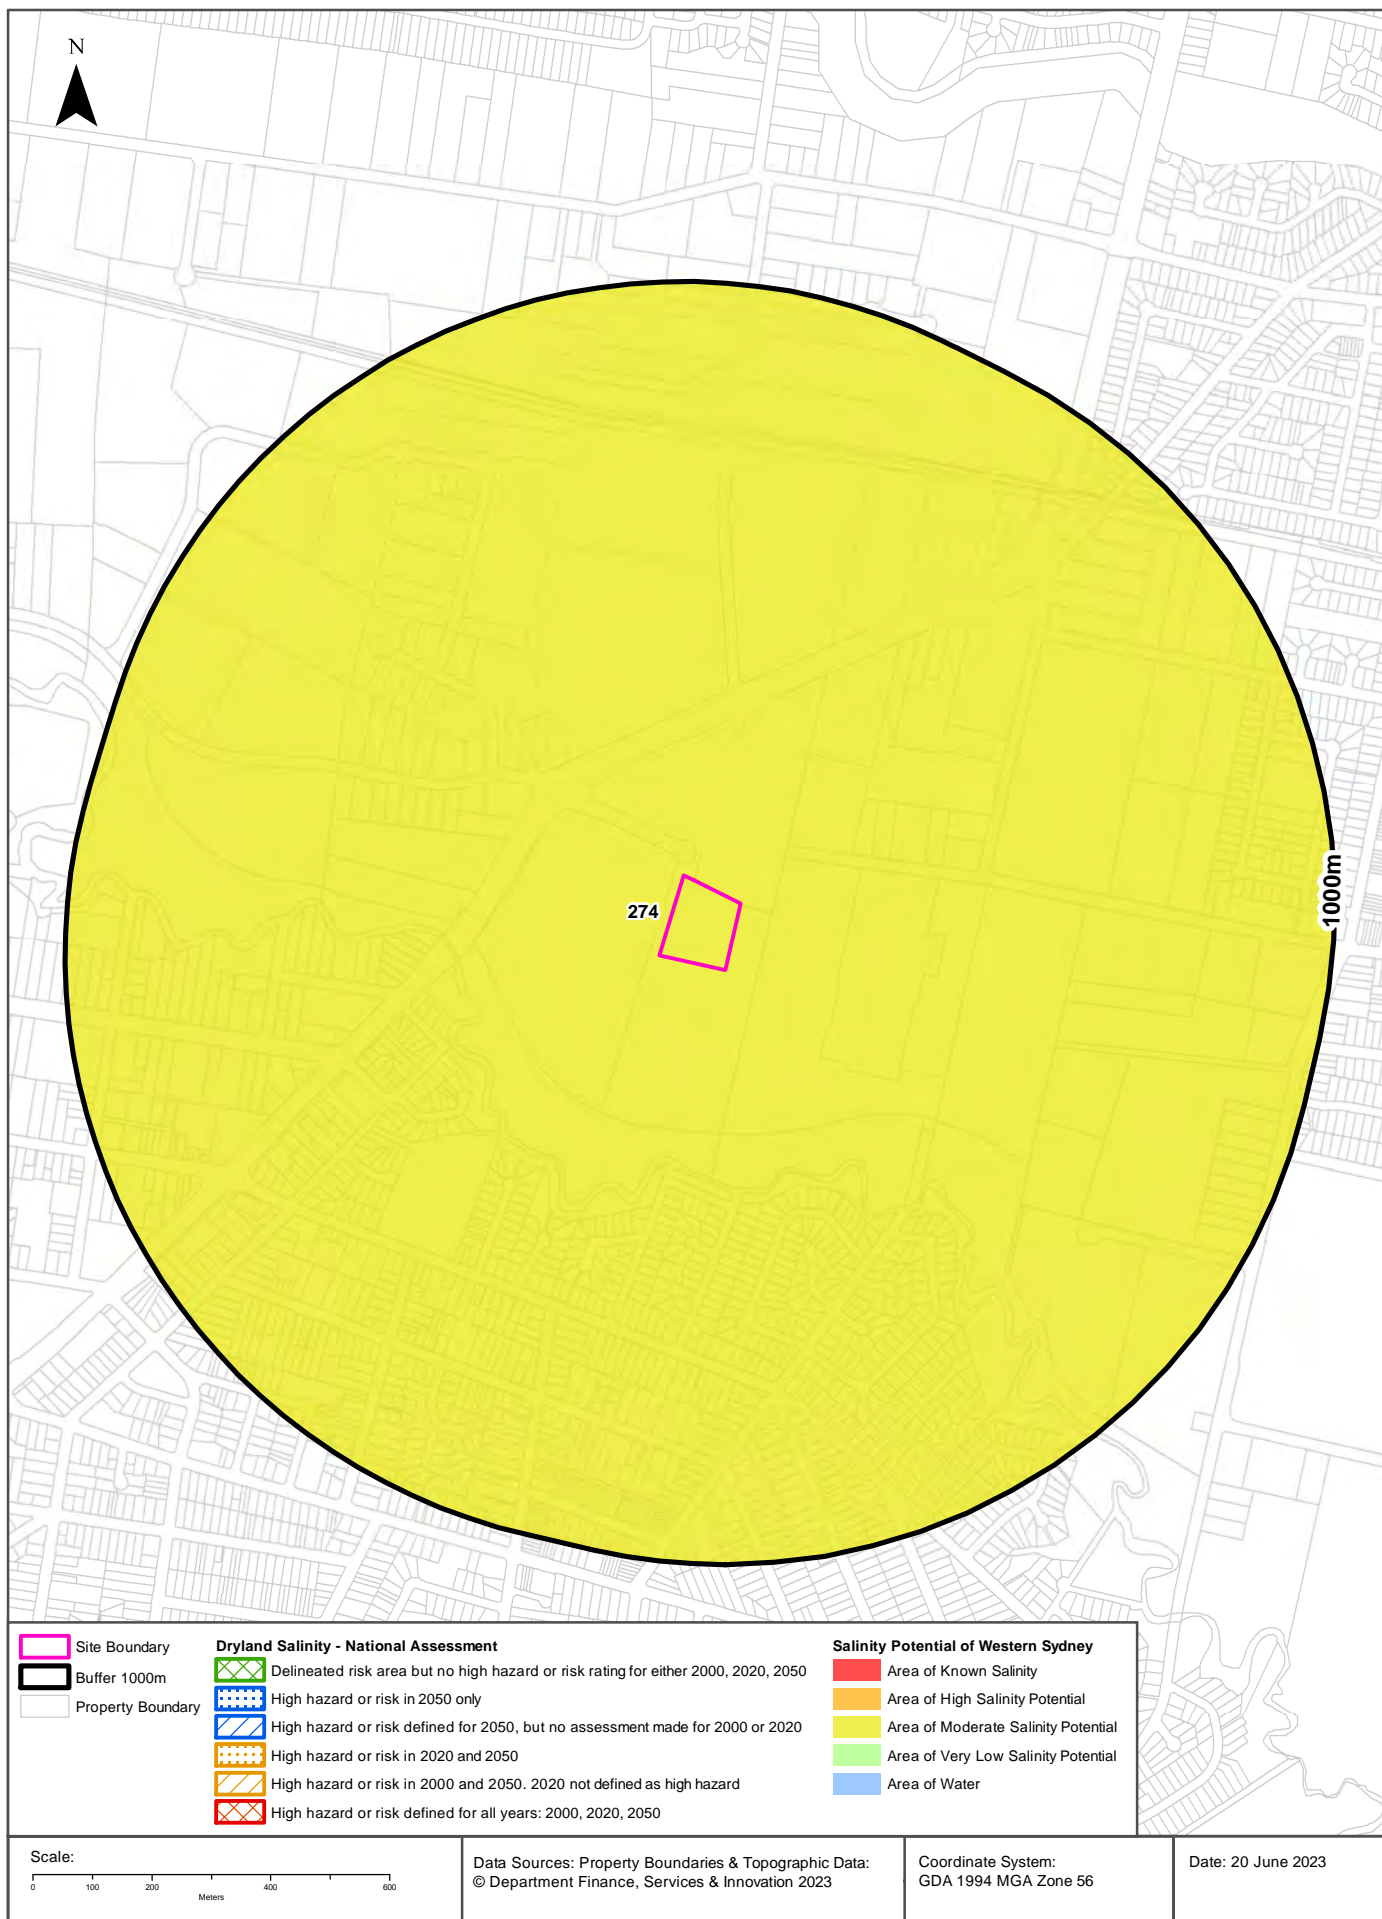 N
274
1000m
Site Boundary
Buffer 1000m
Property Boundary
Dryland Salinity - National Assessment
Delineated risk area but no high hazard or risk rating for either 2000, 2020, 2050
High hazard or risk in 2050 only
High hazard or risk defined for 2050, but no assessment made for 2000 or 2020
High hazard or risk in 2020 and 2050
High hazard or risk in 2000 and 2050. 2020 not defined as high hazard
High hazard or risk defined for all years: 2000, 2020, 2050
Salinity Potential of Western Sydney
Area of Known Salinity
Area of High Salinity Potential
Area of Moderate Salinity Potential
Area of Very Low Salinity Potential
Area of Water
Scale:
0 100 200 400 600
Meters
Data Sources: Property Boundaries & Topographic Data:
© Department Finance, Services & Innovation 2023
Coordinate System:
GDA 1994 MGA Zone 56
Date: 20 June 2023